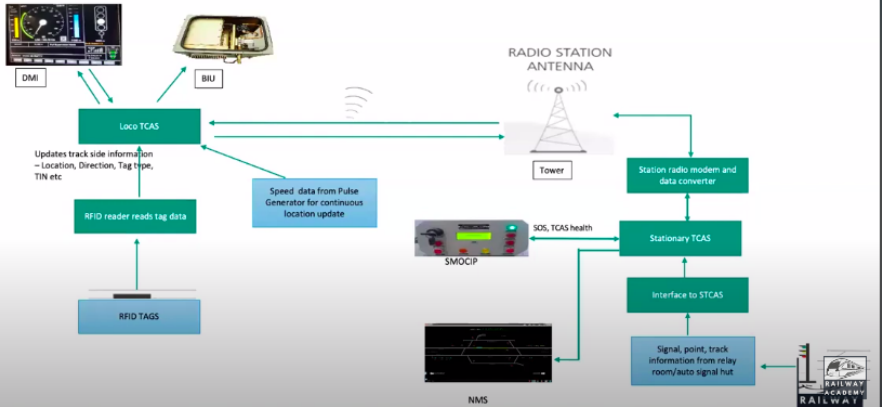 RADIO STATION
ANTENNA
DMI
BIU
Loco TCAS
Updates track side information
– Location, Direction, Tag type,
TIN etc
Tower
Station radio modem and
data converter
Speed data from Pulse
Generator for continuous
location update
RFID reader reads tag data
SOS, TCAS health
Stationary TCAS
SMOCIP
Interface to STCAS
RFID TAGS
Signal, point, track
information from relay
room/auto signal hut
NMS
RAILWAY
ACADEMY
RAILWAY